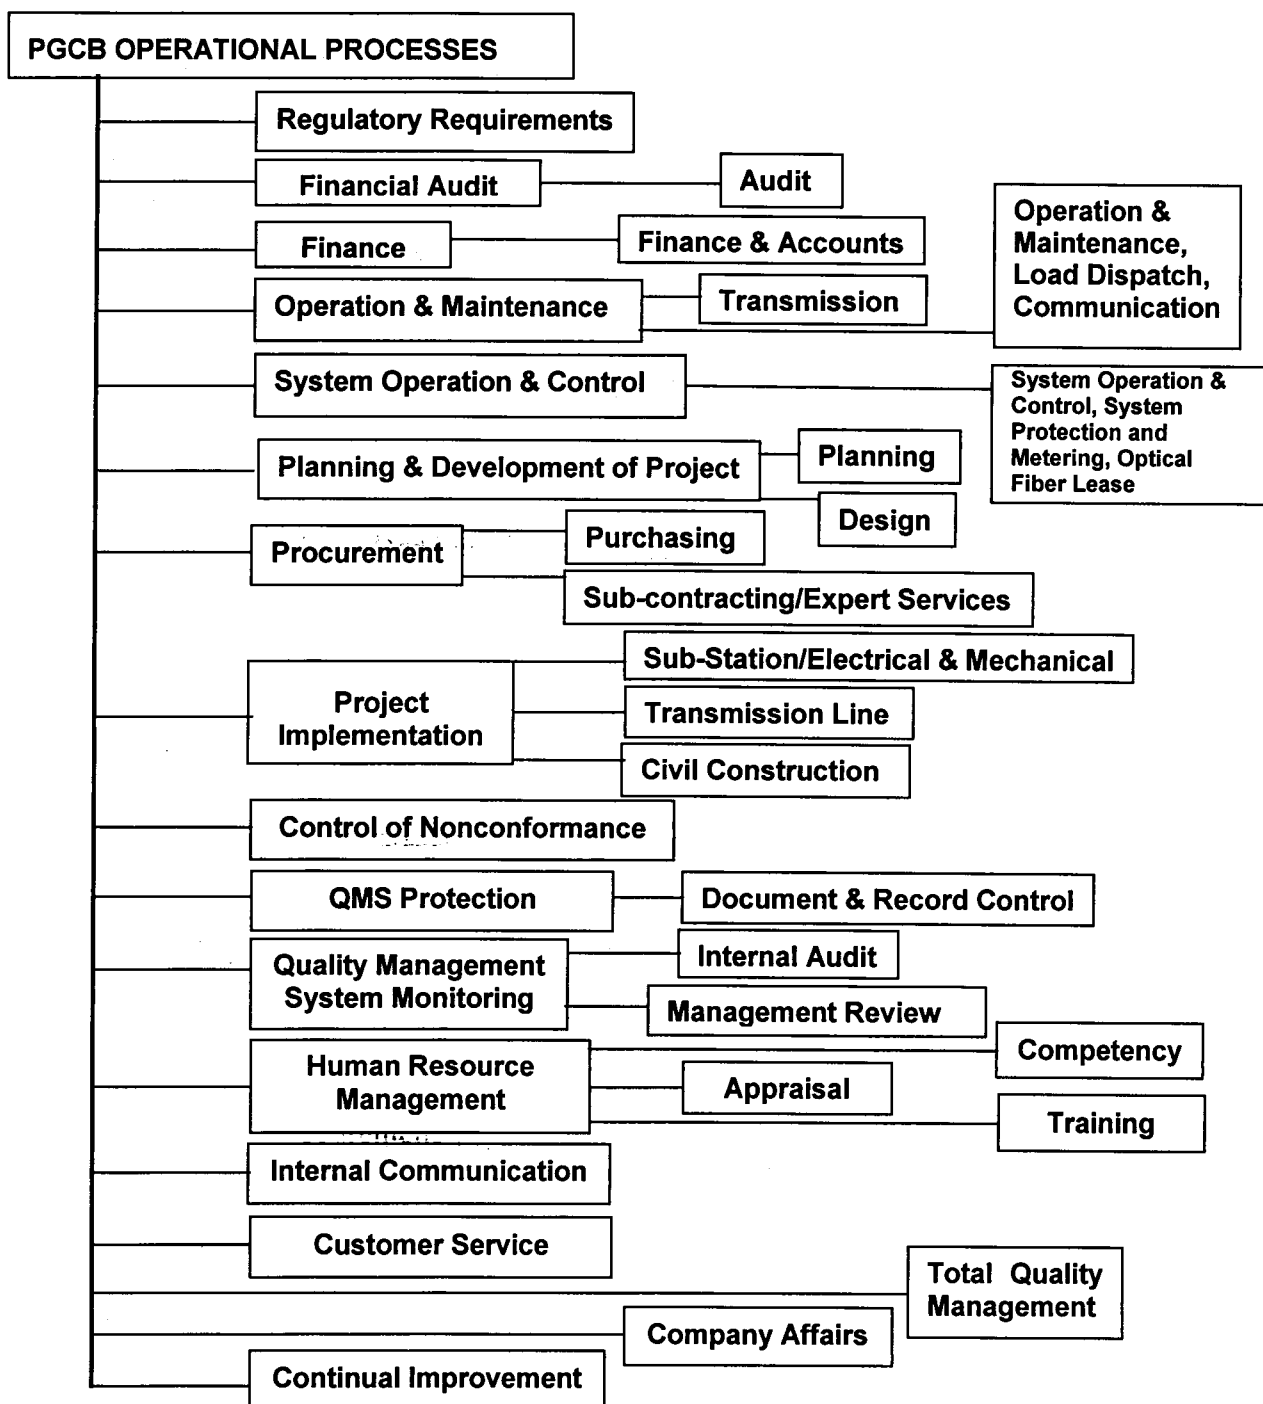 PGCB OPERATIONAL PROCESSES
Regulatory Requirements
Financial Audit
Audit
Finance
Finance & Accounts
Operation & Maintenance
Transmission
Operation &
Maintenance,
Load Dispatch,
Communication
System Operation & Control
System Operation &
Control, System
Protection and
Metering, Optical
Fiber Lease
Planning & Development of Project
Planning
Design
Procurement
Purchasing
Sub-contracting/Expert Services
Project
Implementation
Sub-Station/Electrical & Mechanical
Transmission Line
Civil Construction
Control of Nonconformance
QMS Protection
Document & Record Control
Quality Management
System Monitoring
Internal Audit
Management Review
Human Resource
Management
Competency
Appraisal
Training
Internal Communication
Customer Service
Total Quality
Management
Company Affairs
Continual Improvement